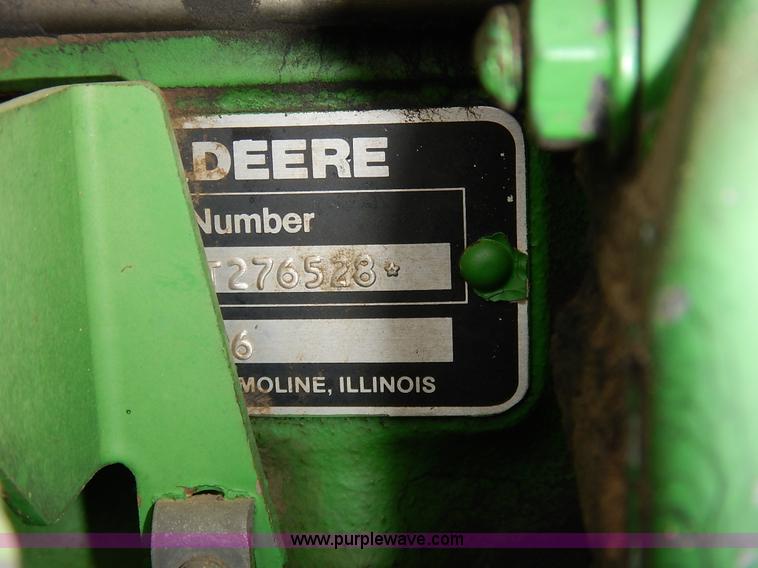 DEERE
Number
T276528*
6
MOLINE, ILLINOIS
www.purplewave.com